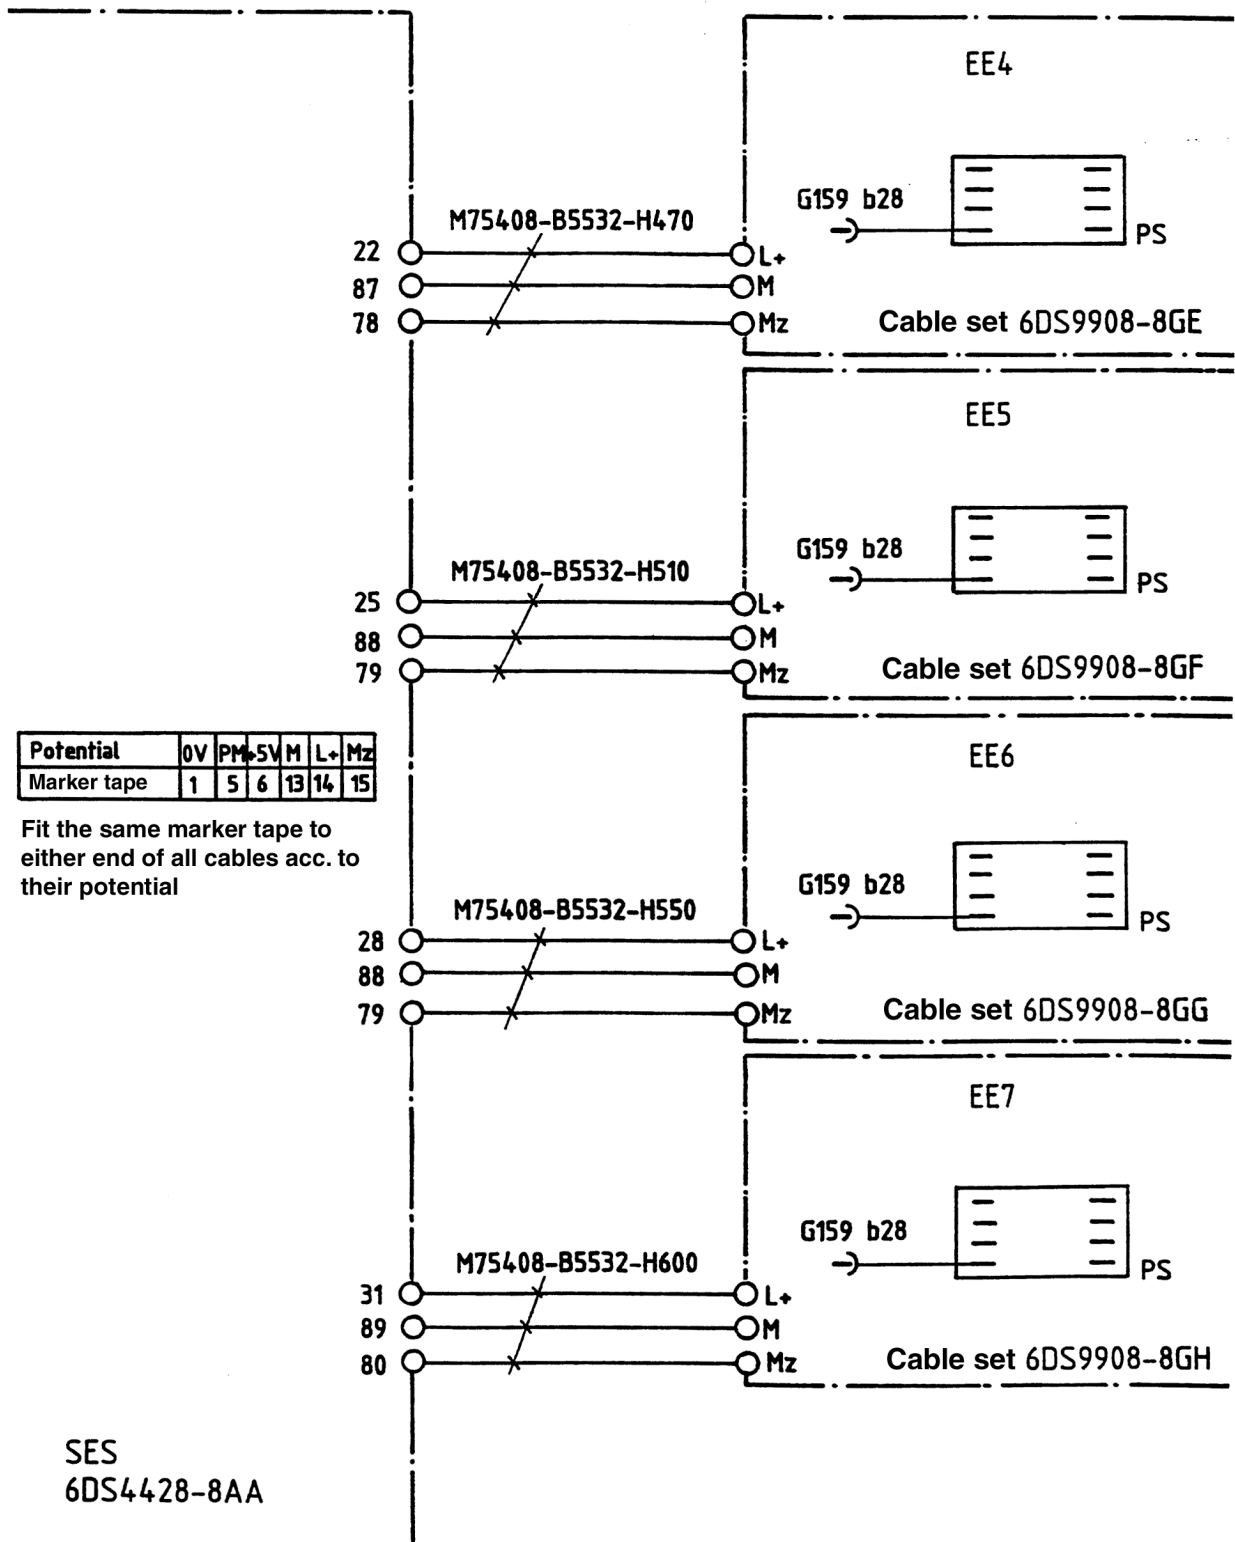 EE4
G159 b28
PS
M75408-B5532-H470
22 L+
87 M
78 Mz
Cable set 6DS9908-8GE
EE5
G159 b28
PS
M75408-B5532-H510
25 L+
88 M
79 Mz
Cable set 6DS9908-8GF
Potential 0V PM +5V M L+ Mz
Marker tape 1 5 6 13 14 15
Fit the same marker tape to
either end of all cables acc. to
their potential
EE6
G159 b28
PS
M75408-B5532-H550
28 L+
88 M
79 Mz
Cable set 6DS9908-8GG
EE7
G159 b28
PS
M75408-B5532-H600
31 L+
89 M
80 Mz
Cable set 6DS9908-8GH
SES
6DS4428-8AA